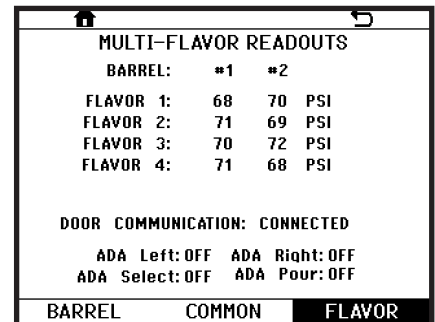 MULTI-FLAVOR READOUTS
BARREL: #1 #2
FLAVOR 1: 68 70 PSI
FLAVOR 2: 71 69 PSI
FLAVOR 3: 70 72 PSI
FLAVOR 4: 71 68 PSI
DOOR COMMUNICATION: CONNECTED
ADA Left: OFF ADA Right: OFF
ADA Select: OFF ADA Pour: OFF
BARREL COMMON FLAVOR